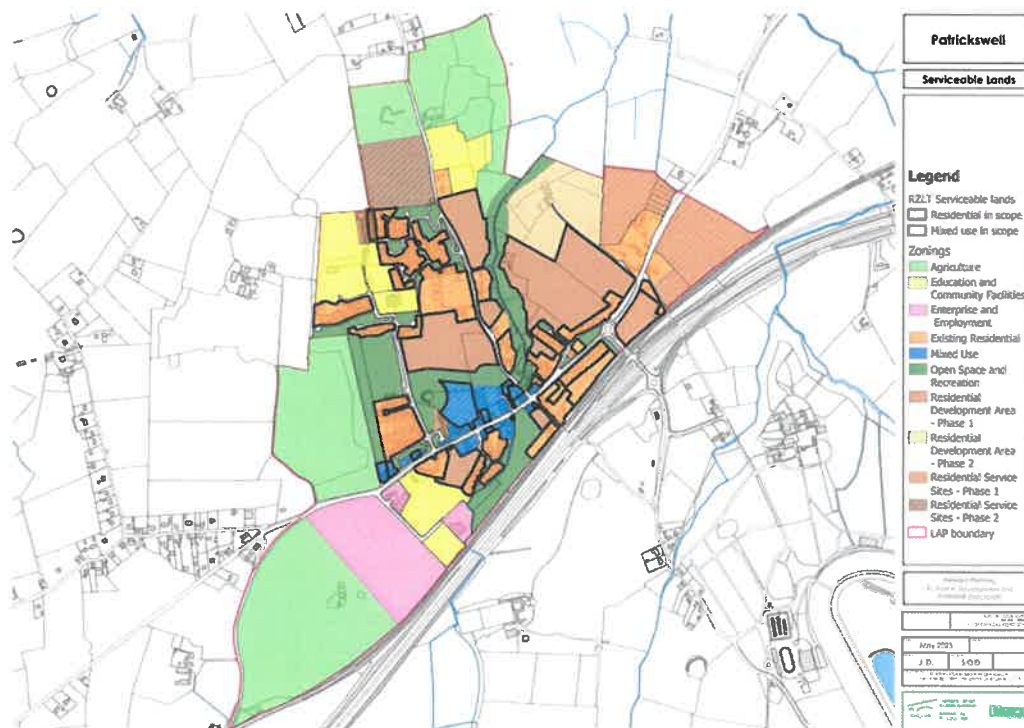 Patrickswell
Serviceable Lands
Legend
RZLT Serviceable lands
Residential in scope
Mixed use in scope
Zonings
Agriculture
Education and
Community Facilities
Enterprise and
Employment
Existing Residential
Mixed Use
Open Space and
Recreation
Residential
Development Area
- Phase 1
Residential
Development Area
- Phase 2
Residential Service
Sites - Phase 1
Residential Service
Sites - Phase 2
LAP boundary
May 2023
J.D.